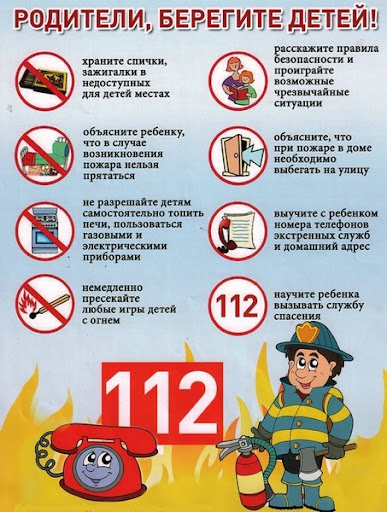 РОДИТЕЛИ, БЕРЕГИТЕ ДЕТЕЙ!
храните спички,
зажигалки в
недоступных
для детей местах
расскажите правила
безопасности и
проиграйте
возможные
чрезвычайные
ситуации
объясните ребенку,
что в случае
возникновения
пожара нельзя
прятаться
объясните, что
при пожаре в доме
необходимо
выбегать на улицу
не разрешайте детям
самостоятельно топить
печи, пользоваться
газовыми и
электрическими
приборами
выучите с ребенком
номера телефонов
экстренных служб
и домашний адрес
немедленно
пресекайте
любые игры детей
с огнем
112
научите ребенка
вызывать службу
спасения
112